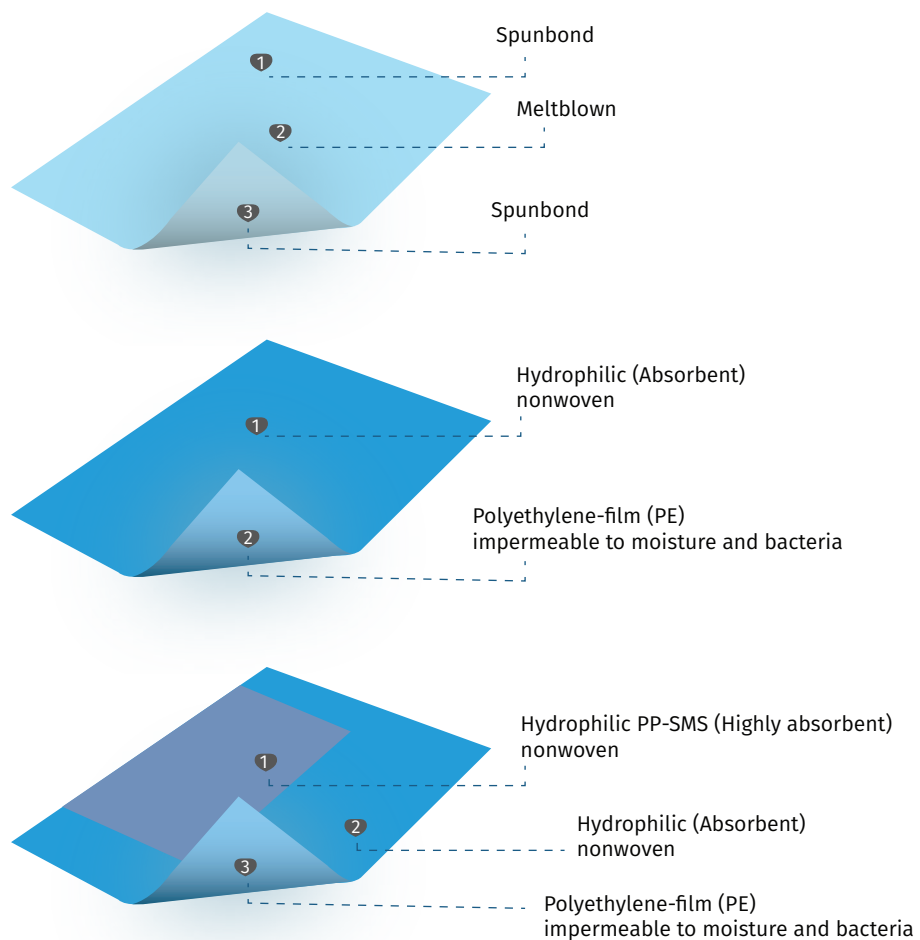 1
Spunbond
2
Meltblown
3
Spunbond
1
Hydrophilic (Absorbent)
nonwoven
2
Polyethylene-film (PE)
impermeable to moisture and bacteria
1
Hydrophilic PP-SMS (Highly absorbent)
nonwoven
2
Hydrophilic (Absorbent)
nonwoven
3
Polyethylene-film (PE)
impermeable to moisture and bacteria